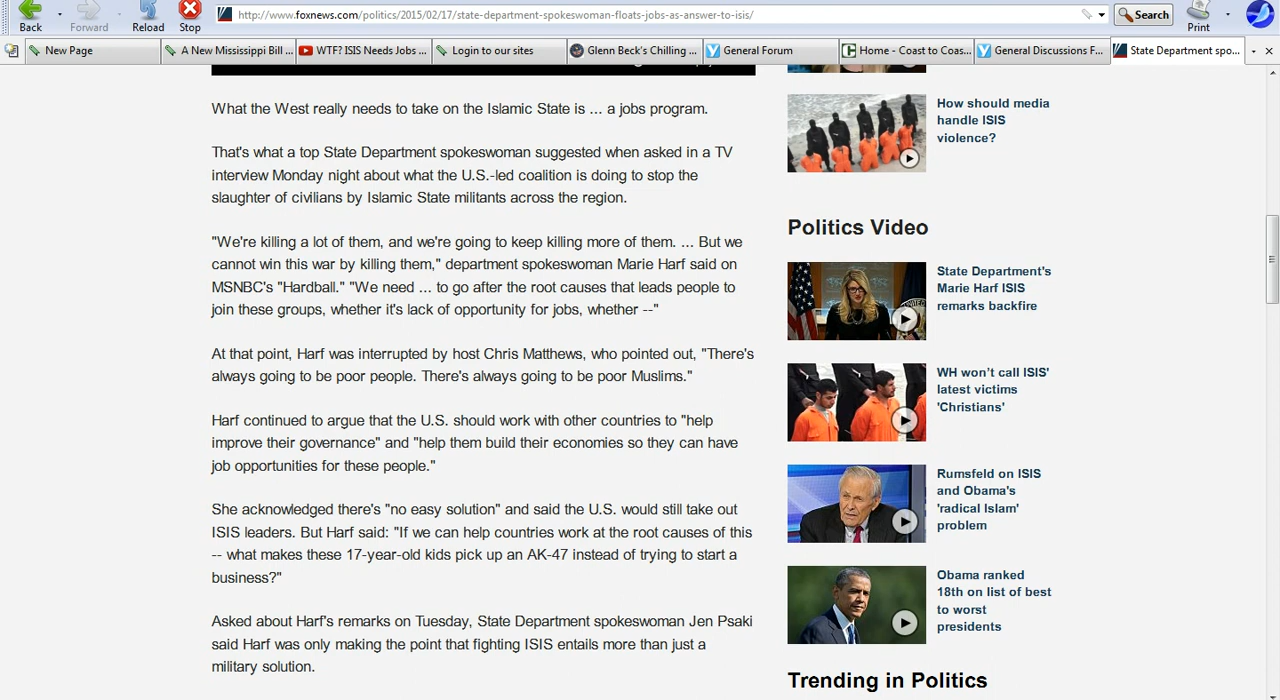 Back
Forward
Reload
Stop
http://www.foxnews.com/politics/2015/02/17/state-department-spokeswoman-floats-jobs-as-answer-to-isis/
Search
Print
New Page
A New Mississippi Bill ...
WTF? ISIS Needs Jobs ...
Login to our sites
Glenn Beck's Chilling ...
General Forum
Home - Coast to Coas...
General Discussions F...
State Department spo...
What the West really needs to take on the Islamic State is ... a jobs program.
That's what a top State Department spokeswoman suggested when asked in a TV
interview Monday night about what the U.S.-led coalition is doing to stop the
slaughter of civilians by Islamic State militants across the region.
"We're killing a lot of them, and we're going to keep killing more of them. ... But we
cannot win this war by killing them," department spokeswoman Marie Harf said on
MSNBC's "Hardball." "We need ... to go after the root causes that leads people to
join these groups, whether it's lack of opportunity for jobs, whether --"
At that point, Harf was interrupted by host Chris Matthews, who pointed out, "There's
always going to be poor people. There's always going to be poor Muslims."
Harf continued to argue that the U.S. should work with other countries to "help
improve their governance" and "help them build their economies so they can have
job opportunities for these people."
She acknowledged there's "no easy solution" and said the U.S. would still take out
ISIS leaders. But Harf said: "If we can help countries work at the root causes of this
-- what makes these 17-year-old kids pick up an AK-47 instead of trying to start a
business?"
Asked about Harf's remarks on Tuesday, State Department spokeswoman Jen Psaki
said Harf was only making the point that fighting ISIS entails more than just a
military solution.
How should media
handle ISIS
violence?
Politics Video
State Department's
Marie Harf ISIS
remarks backfire
WH won't call ISIS'
latest victims
'Christians'
Rumsfeld on ISIS
and Obama's
'radical Islam'
problem
Obama ranked
18th on list of best
to worst
presidents
Trending in Politics